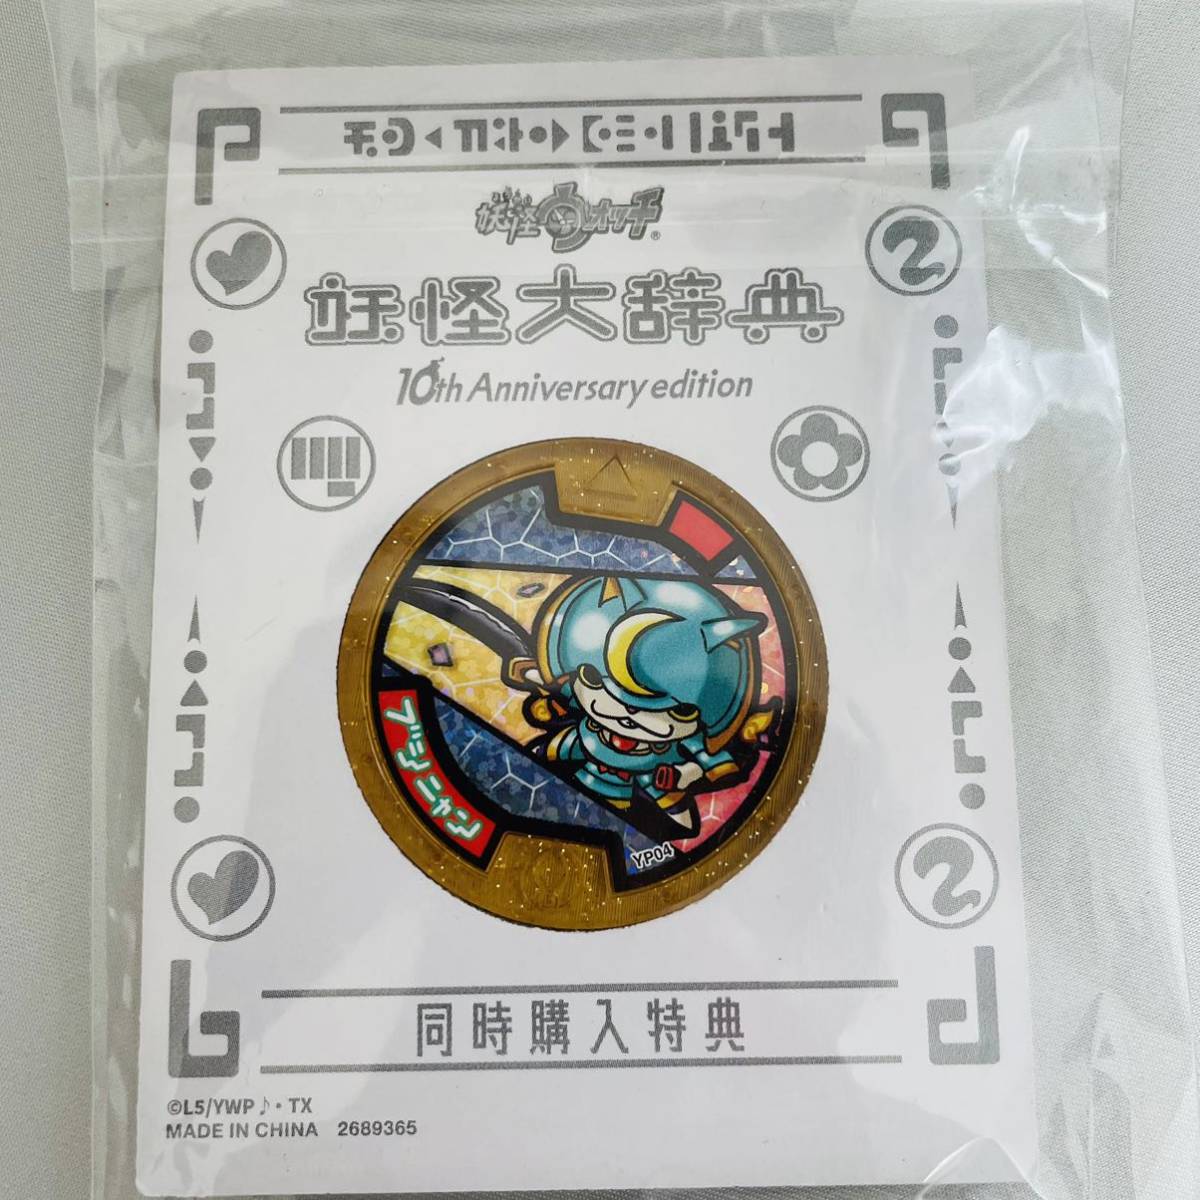 妖怪ウォッチ®
妖怪大辞典
10th Anniversary edition
ブシニャン
YP04
同時購入特典
©L5/YWP♪・TX
MADE IN CHINA 2689365